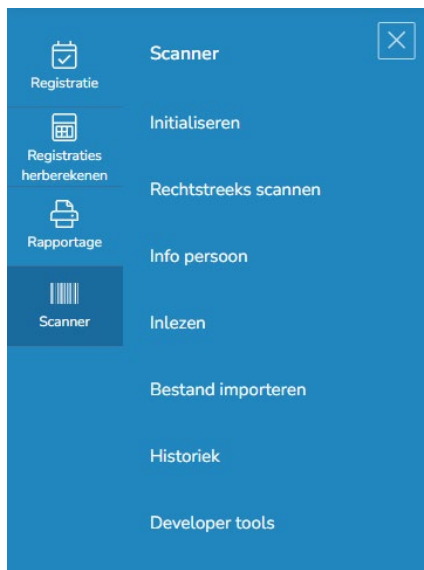 Registratie
Registraties
herberekenen
Rapportage
Scanner
Scanner
Initialiseren
Rechtstreeks scannen
Info persoon
Inlezen
Bestand importeren
Historiek
Developer tools